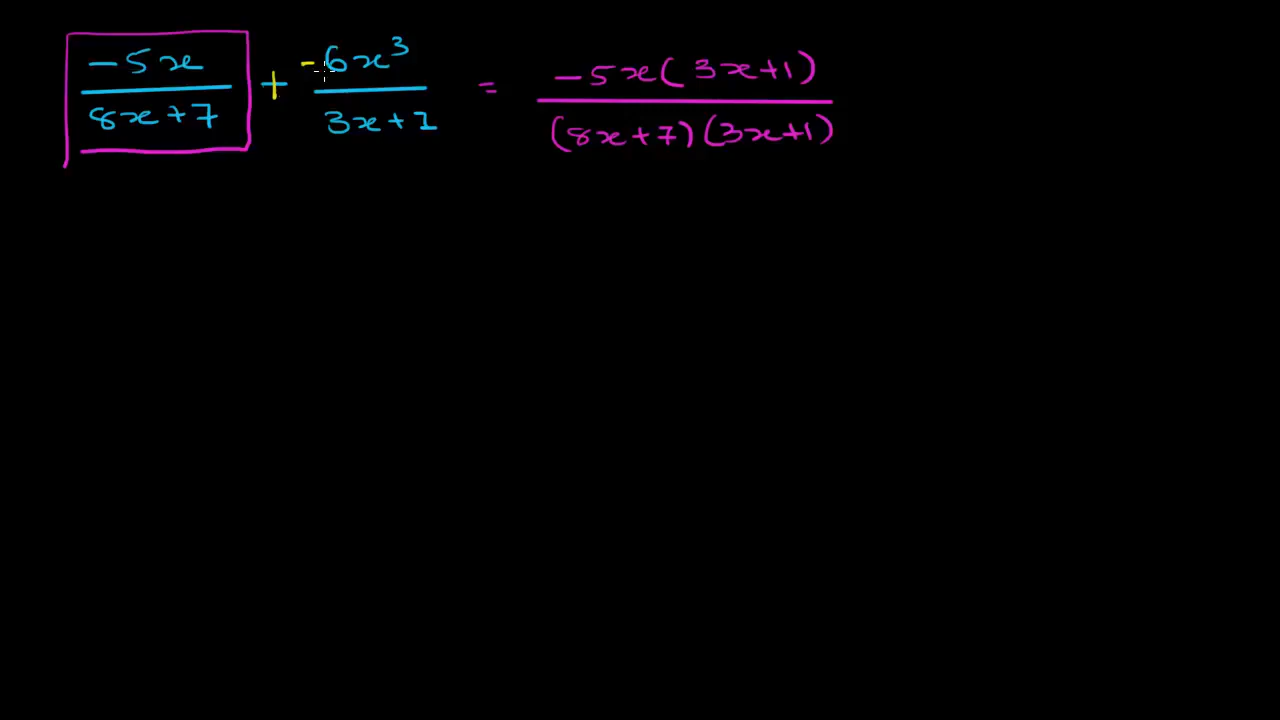 -5x/8x+7 + -6x³/3x+1 = -5x(3x+1)/(8x+7)(3x+1)